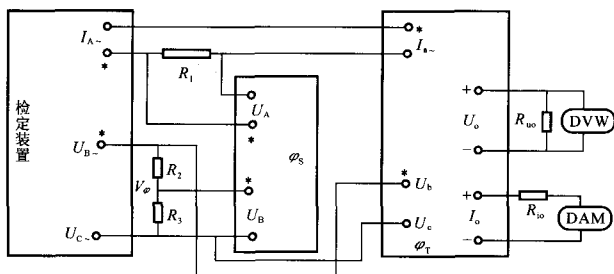 检定装置
I_A~
*
*
U_B~
U_C~
R_1
R_2
V_φ
R_3
U_A
*
*
U_B
φ_S
*
I_a~
*
U_b
U_c
φ_T
+
U_o
−
+
I_o
−
R_uo
DVW
R_io
DAM